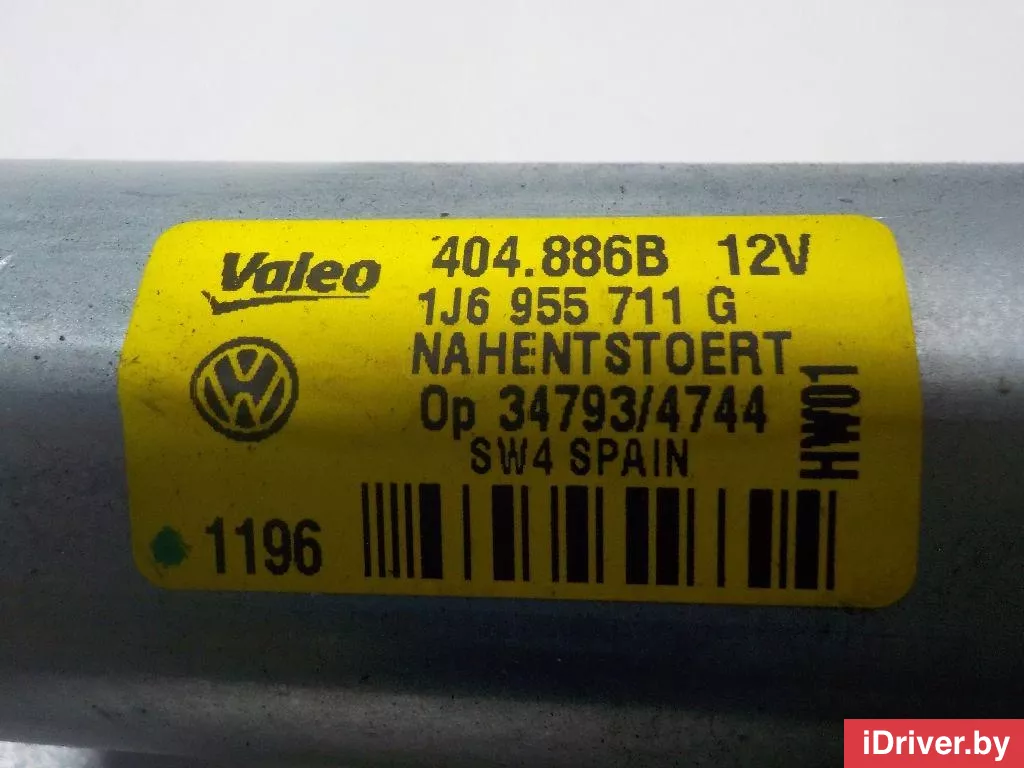 Valeo 404.886B 12V
1J6 955 711 G
NAHENTSTOERT
Op 34793/4744
HW01
SW4 SPAIN
1196
iDriver.by